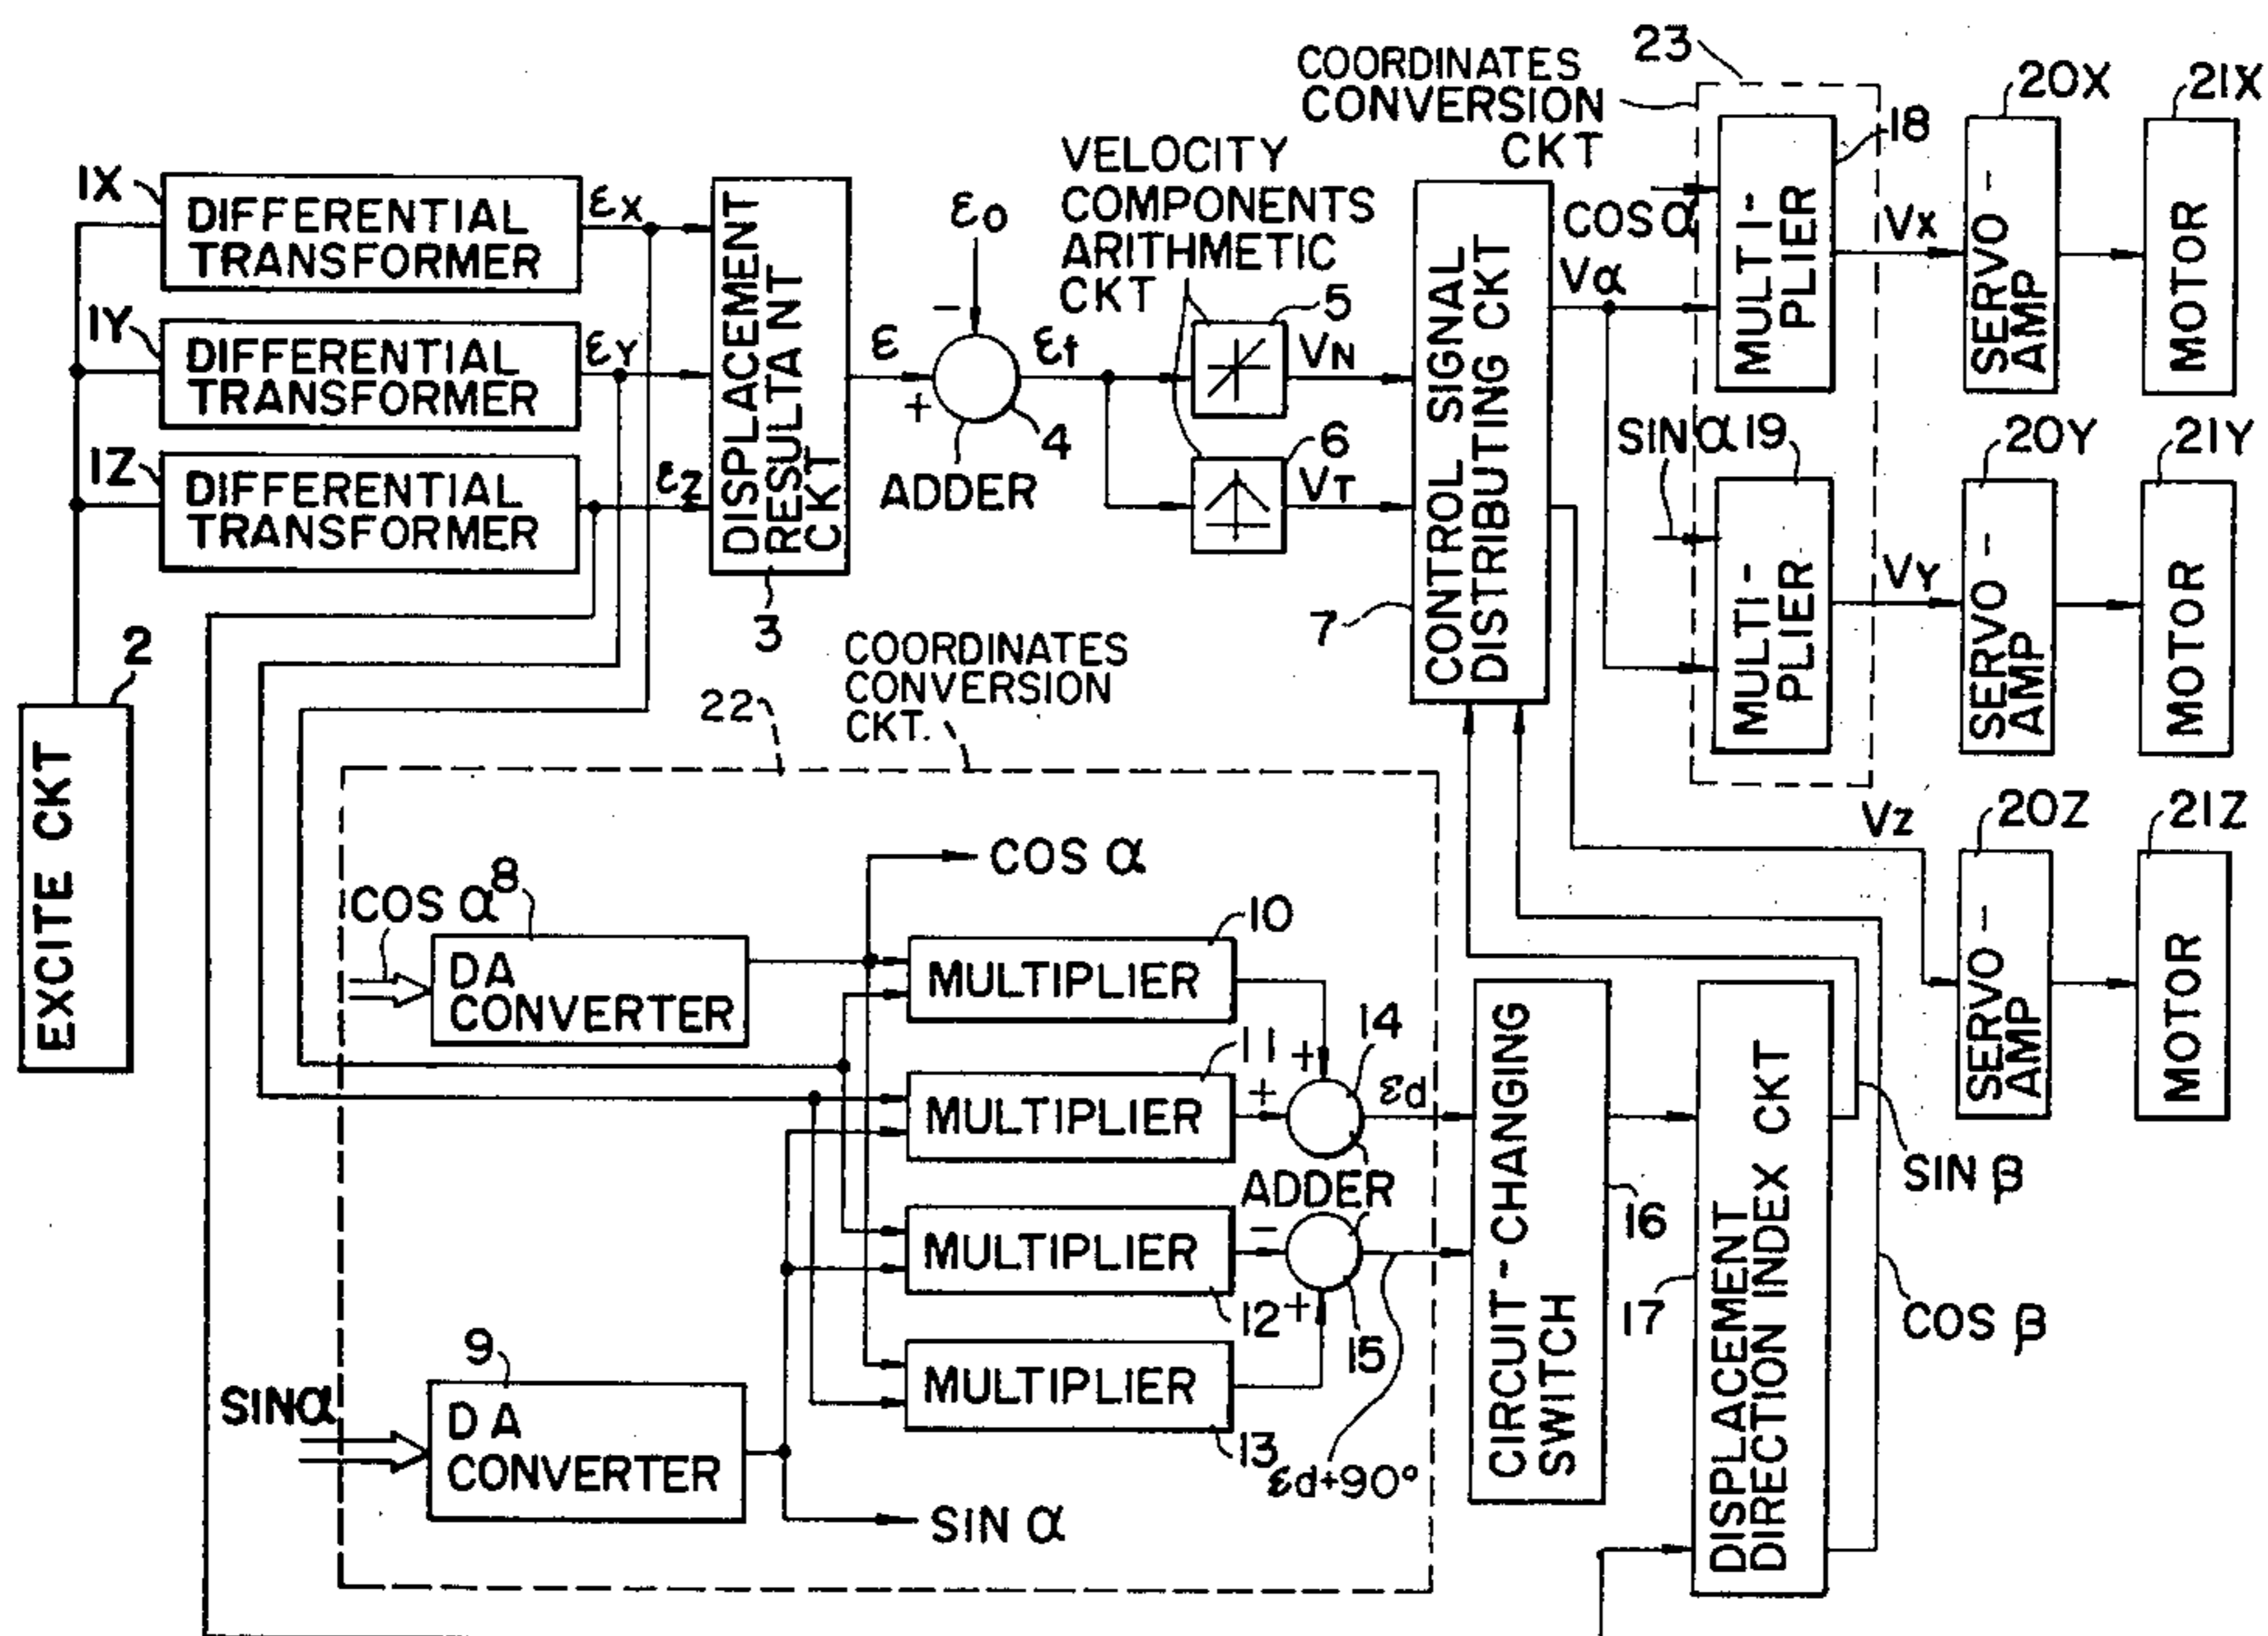 1X
DIFFERENTIAL
TRANSFORMER
εX
1Y
DIFFERENTIAL
TRANSFORMER
εY
1Z
DIFFERENTIAL
TRANSFORMER
εZ
2
EXCITE CKT
DISPLACEMENT
RESULTANT
CKT
3
ε
εo
-
+
4
ADDER
εt
VELOCITY
COMPONENTS
ARITHMETIC
CKT
5
VN
6
VT
CONTROL SIGNAL
DISTRIBUTING CKT
7
COORDINATES
CONVERSION
CKT
23
COS α
Vα
MULTI-
PLIER
18
VX
SERVO-
AMP
20X
MOTOR
21X
SIN α
19
MULTI-
PLIER
VY
SERVO-
AMP
20Y
MOTOR
21Y
VZ
SERVO-
AMP
20Z
MOTOR
21Z
COORDINATES
CONVERSION
CKT.
22
COS α
8
DA
CONVERTER
COS α
MULTIPLIER
10
MULTIPLIER
11
MULTIPLIER
12
MULTIPLIER
13
+
+
14
εd
ADDER
-
+
15
εd+90°
SIN α
9
DA
CONVERTER
SIN α
CIRCUIT-CHANGING
SWITCH
16
DISPLACEMENT
DIRECTION INDEX CKT
17
SIN β
COS β